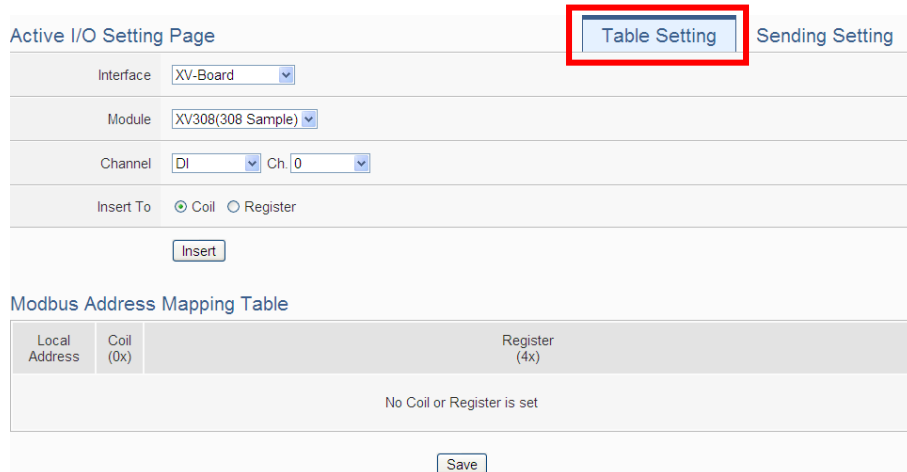 Active I/O Setting Page Table Setting Sending Setting
Interface XV-Board
Module XV308(308 Sample)
Channel DI Ch. 0
Insert To Coil Register
Insert
Modbus Address Mapping Table
Local Address Coil (0x) Register (4x)
No Coil or Register is set
Save